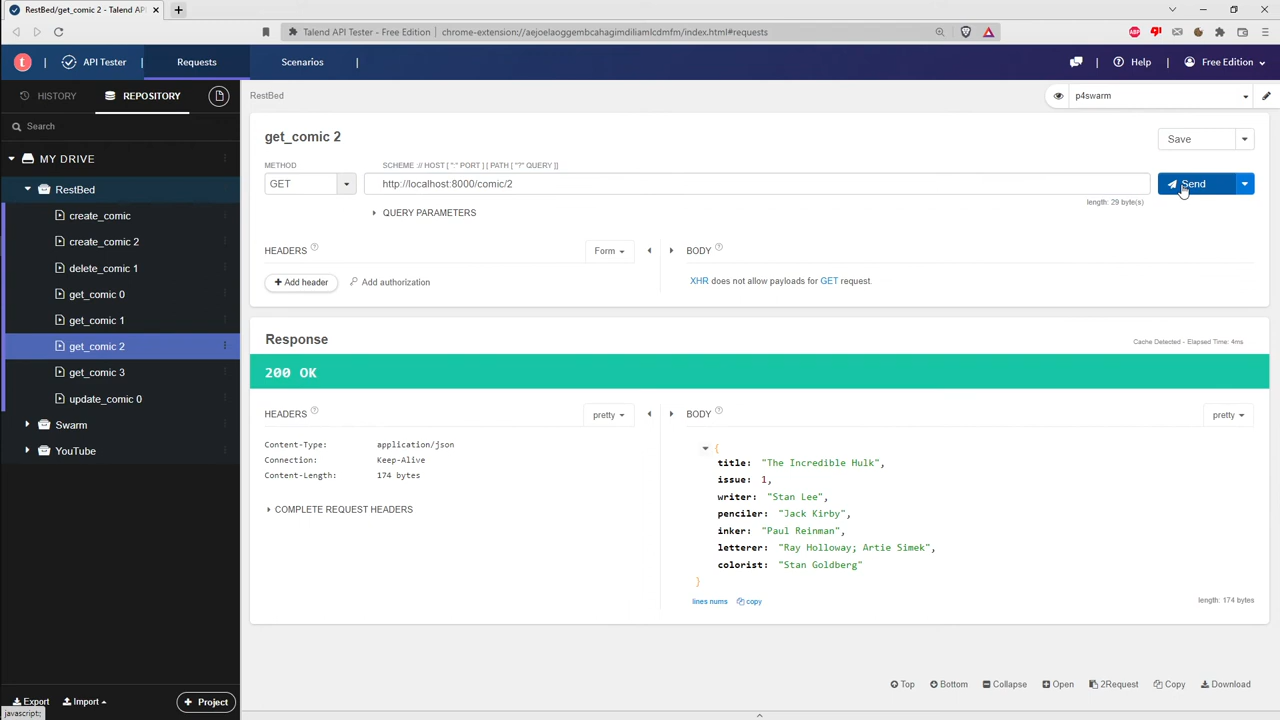 RestBed/get_comic 2 - Talend API
Talend API Tester - Free Edition | chrome-extension://aejoelaoggembcahagimdiliamlcdmfm/index.html#requests
t | API Tester | Requests Scenarios | Help Free Edition
HISTORY REPOSITORY
RestBed p4swarm
Search
get_comic 2 Save
MY DRIVE
METHOD SCHEME :// HOST [ ":" PORT ] [ PATH [ "?" QUERY ]]
GET http://localhost:8000/comic/2 Send
RestBed
length: 29 byte(s)
QUERY PARAMETERS
create_comic
create_comic 2
HEADERS ? Form BODY ?
delete_comic 1
+ Add header Add authorization XHR does not allow payloads for GET request.
get_comic 0
get_comic 1
Response Cache Detected - Elapsed Time: 4ms
get_comic 2
get_comic 3
200 OK
update_comic 0
HEADERS ? pretty BODY ? pretty
Swarm
Content-Type: application/json {
YouTube
Connection: Keep-Alive title: "The Incredible Hulk",
Content-Length: 174 bytes issue: 1,
writer: "Stan Lee",
COMPLETE REQUEST HEADERS penciler: "Jack Kirby",
inker: "Paul Reinman",
letterer: "Ray Holloway; Artie Simek",
colorist: "Stan Goldberg"
}
lines nums copy length: 174 bytes
Top Bottom Collapse Open 2Request Copy Download
Export Import + Project
javascript:;